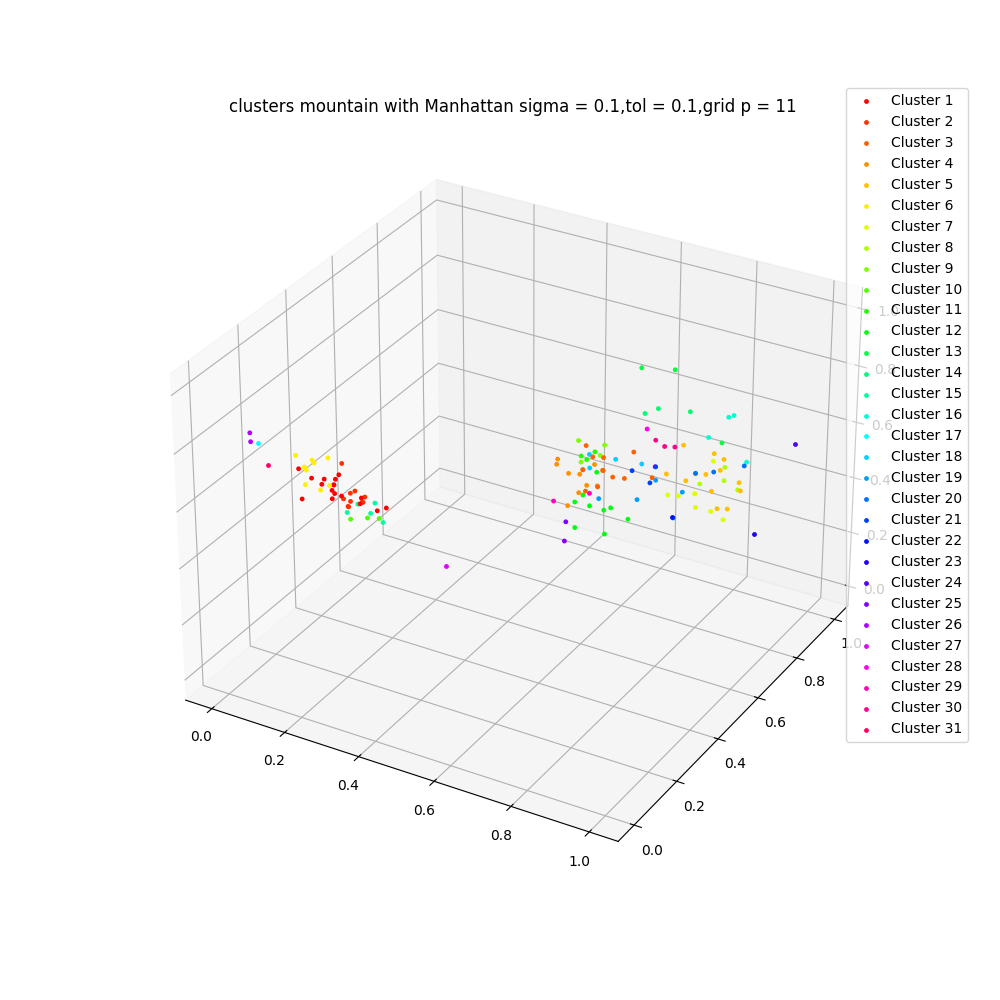 clusters mountain with Manhattan sigma = 0.1,tol = 0.1,grid p = 11
Cluster 1
Cluster 2
Cluster 3
Cluster 4
Cluster 5
Cluster 6
Cluster 7
Cluster 8
Cluster 9
Cluster 10
Cluster 11
Cluster 12
Cluster 13
Cluster 14
Cluster 15
Cluster 16
Cluster 17
Cluster 18
Cluster 19
Cluster 20
Cluster 21
Cluster 22
Cluster 23
Cluster 24
Cluster 25
Cluster 26
Cluster 27
Cluster 28
Cluster 29
Cluster 30
Cluster 31
1.0
0.8
0.6
0.4
0.2
0.0
1.0
0.8
0.6
0.4
0.2
0.0
0.0
0.2
0.4
0.6
0.8
1.0